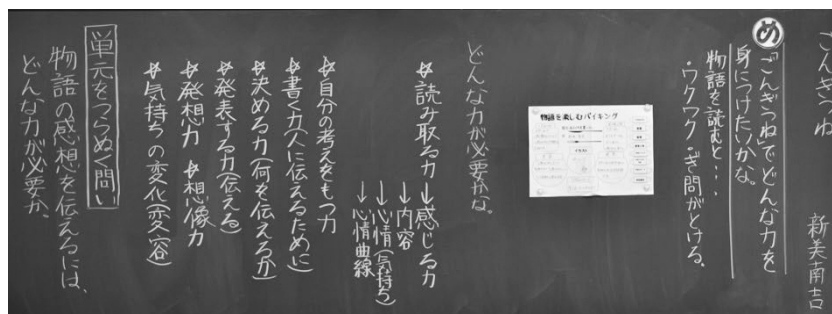 ごんぎつね
新美南吉
め
「ごんぎつね」でどんな力を
身につけたいかな。
物語を読むと・・・
・ワクワク・ぎ問がとける。
物語を楽しむバイキング
どんな力が必要かな。
☆読み取る力→感じる力
→内容
→心情(気持ち)
→心情曲線
☆自分の考えをもつ力
☆書く力(人に伝えるために)
☆決める力(何を伝えるか)
☆発表する力(伝える)
☆発想力 ☆想像力
☆気持ちの変化(変容)
単元をつらぬく問い
物語の感想を伝えるには、
どんな力が必要か。